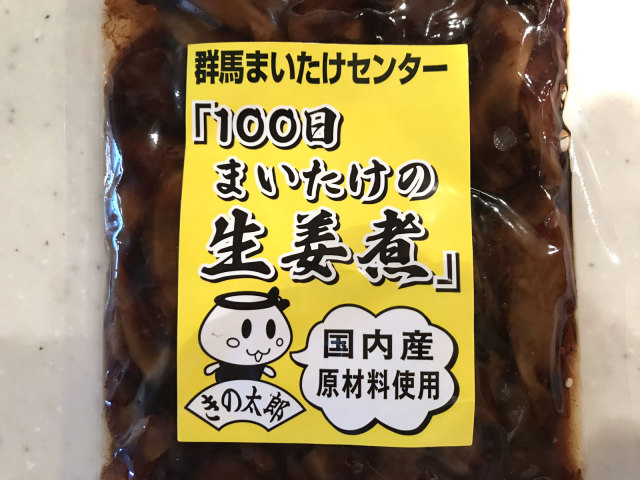 群馬まいたけセンター
『100日
まいたけの
生姜煮』
国内産
原材料使用
きの太郎